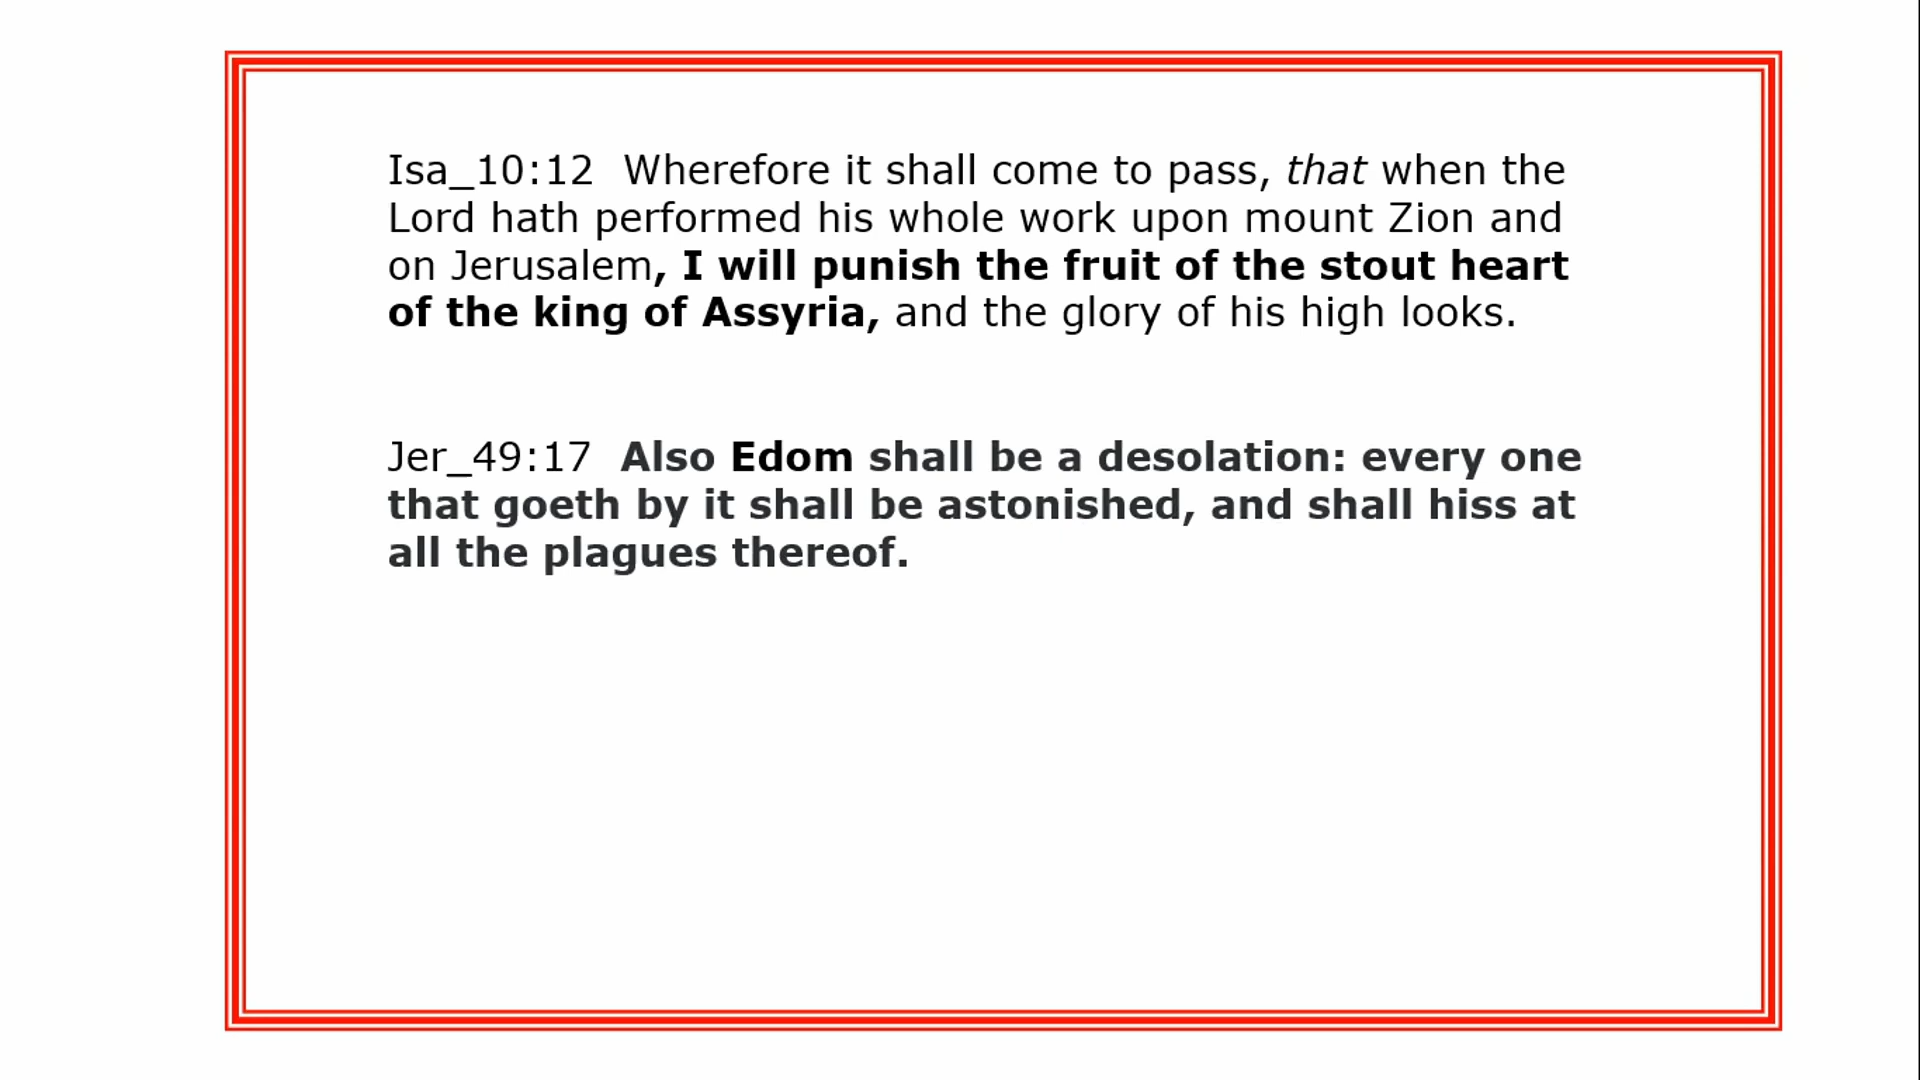 Isa_10:12  Wherefore it shall come to pass, that when the
Lord hath performed his whole work upon mount Zion and
on Jerusalem, I will punish the fruit of the stout heart
of the king of Assyria, and the glory of his high looks.
Jer_49:17  Also Edom shall be a desolation: every one
that goeth by it shall be astonished, and shall hiss at
all the plagues thereof.